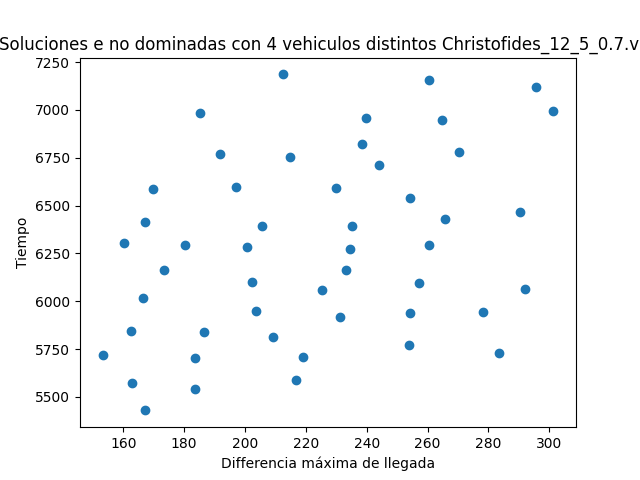 Soluciones e no dominadas con 4 vehiculos distintos Christofides_12_5_0.7.v
7250
7000
6750
6500
6250
6000
5750
5500
Tiempo
160 180 200 220 240 260 280 300
Differencia máxima de llegada